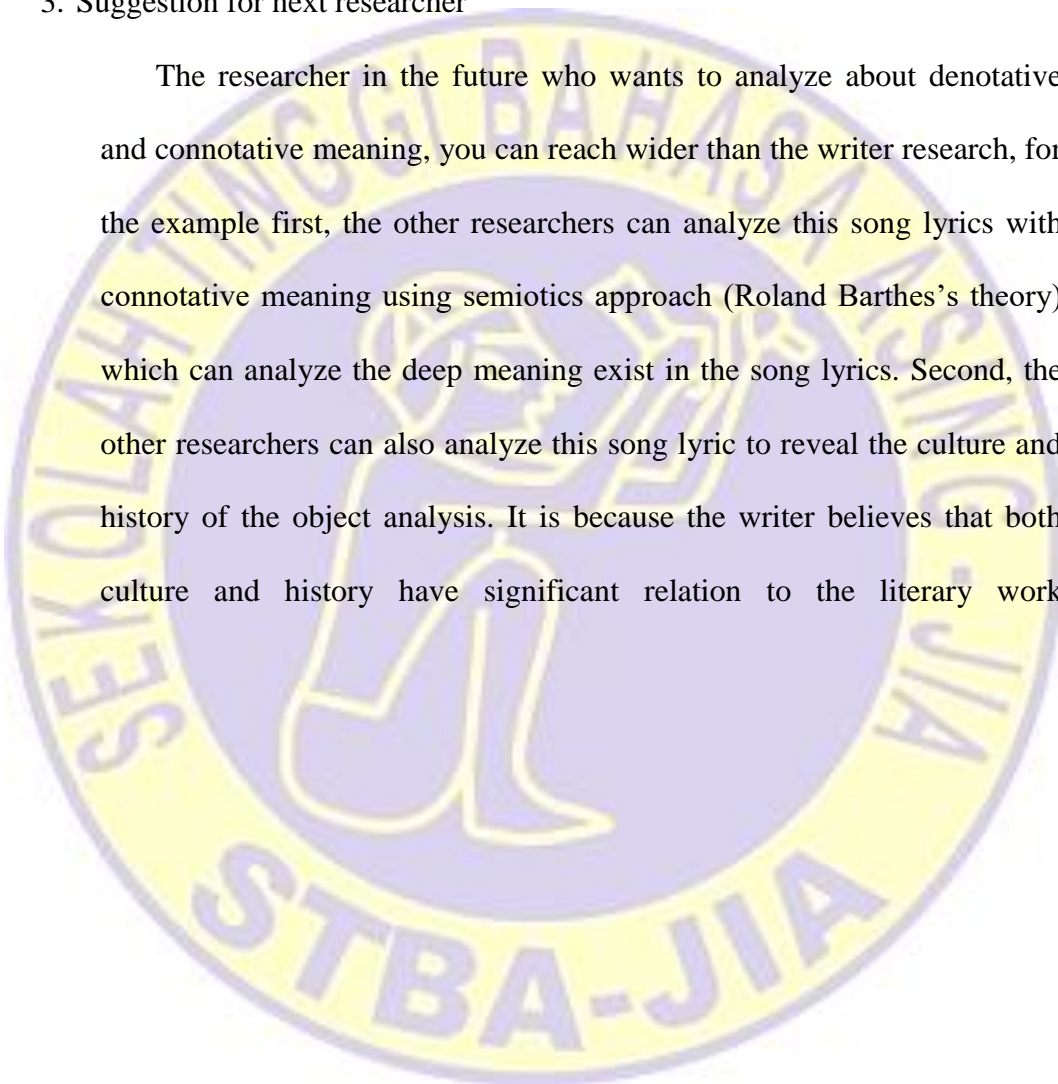 3. Suggestion for next researcher
The researcher in the future who wants to analyze about denotative
and connotative meaning, you can reach wider than the writer research, for
the example first, the other researchers can analyze this song lyrics with
connotative meaning using semiotics approach (Roland Barthes’s theory)
which can analyze the deep meaning exist in the song lyrics. Second, the
other researchers can also analyze this song lyric to reveal the culture and
history of the object analysis. It is because the writer believes that both
culture and history have significant relation to the literary work
SEKOLAH TINGGI BAHASA ASING - JIA
STBA-JIA